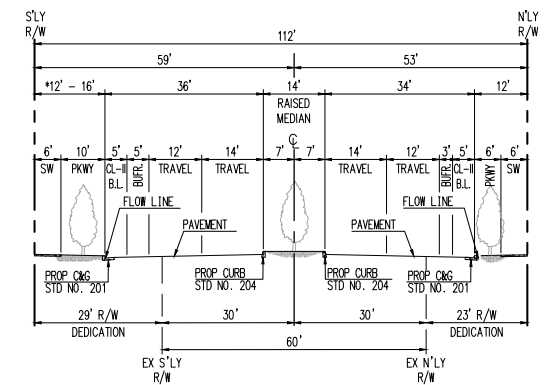 S'LY
R/W
N'LY
R/W
112'
59'
53'
*12' - 16'
36'
14'
34'
12'
RAISED
MEDIAN
℄
6'
10'
5'
5'
12'
14'
7'
7'
14'
12'
3'
5'
6'
6'
SW
PKWY
CL-II
B.L.
BUFR.
TRAVEL
TRAVEL
TRAVEL
TRAVEL
BUFR.
CL-II
B.L.
PKWY
SW
FLOW LINE
FLOW LINE
PAVEMENT
PAVEMENT
PROP C&G
STD NO. 201
PROP CURB
STD NO. 204
PROP CURB
STD NO. 204
PROP C&G
STD NO. 201
29' R/W
DEDICATION
30'
30'
23' R/W
DEDICATION
60'
EX S'LY
R/W
EX N'LY
R/W